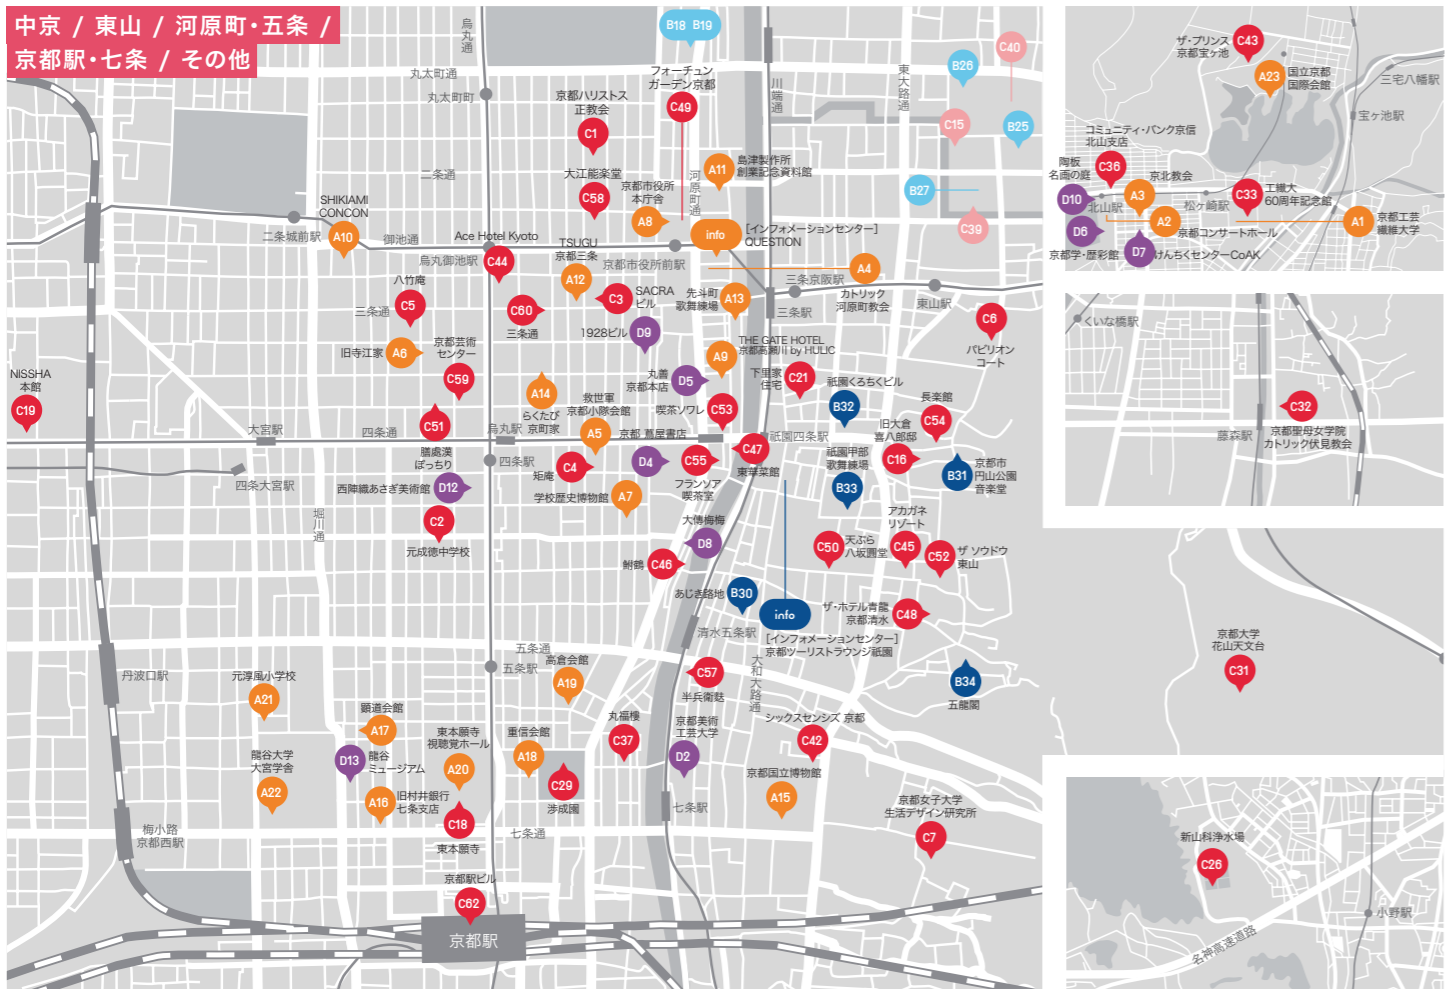 中京 / 東山 / 河原町・五条 /
京都駅・七条 / その他
烏丸通
丸太町通
丸太町町
B18 B19
フォーチュン
ガーデン京都
C49
京都ハリストス
正教会
C1
川端通
東大路通
B26
C40
C15
B25
B27
C39
二条通
大江能楽堂
C58
京都市役所
本庁舎
A8
河原町通
A11
島津製作所
創業記念資料館
SHIKIAMI
CONCON
A10
二条城前駅
御池通
Ace Hotel Kyoto
C44
烏丸御池駅
TSUGU
京都三条
A12
京都市役所前駅
info
[インフォメーションセンター]
QUESTION
A4
カトリック
河原町教会
三条京阪駅
東山駅
三条駅
八竹庵
C5
三条通
C60
三条通
C3
SACRA
ビル
先斗町
歌舞練場
A13
C6
パビリオン
コート
1928ビル
D9
旧寺江家
A6
京都芸術
センター
C59
THE GATE HOTEL
京都高瀬川 by HULIC
A9
丸善
京都本店
D5
下里家
住宅
C21
祇園くろちくビル
B32
長楽館
C54
NISSHA
本館
C19
A14
らくたび
京町家
救世軍
京都小隊会館
A5
喫茶ソワレ
C53
旧大倉
喜八郎邸
C16
大宮駅
四条通
C51
膳處漢
ぽっちり
烏丸駅
京都 蔦屋書店
D4
祇園四条駅
C47
東華菜館
祇園甲部
歌舞練場
B33
B31
京都市
円山公園
音楽堂
四条大宮駅
四条駅
矩庵
C4
C55
フランソア
喫茶室
西陣織あさぎ美術館
D12
学校歴史博物館
A7
堀川通
C2
元成徳中学校
大傳梅梅
D8
アカガネ
リゾート
C45
C50
天ぷら
八坂圓堂
C52
ザ ソウドウ
東山
鮒鶴
C46
あじき路地
B30
info
[インフォメーションセンター]
京都ツーリストラウンジ祇園
ザ・ホテル青龍
京都清水
C48
清水五条駅
五条通
五条駅
大和大路通
丹波口駅
元淳風小学校
A21
高倉会館
A19
C57
半兵衛麸
B34
五龍閣
顕道会館
A17
東本願寺
視聴覚ホール
A20
重信会館
A18
丸福樓
C37
京都美術
工芸大学
D2
シックスセンシズ 京都
C42
龍谷大学
大宮学舎
A22
D13
龍谷
ミュージアム
A16
旧村井銀行
七条支店
C29
渉成園
京都国立博物館
A15
C18
東本願寺
七条通
七条駅
京都女子大学
生活デザイン研究所
C7
梅小路
京都西駅
京都駅ビル
C62
京都駅
ザ・プリンス
京都宝ヶ池
C43
A23
国立京都
国際会館
三宅八幡駅
宝ヶ池駅
コミュニティ・バンク京信
北山支店
C36
陶板
名画の庭
D10
北山駅
京北教会
A3
松ヶ崎駅
C33
工繊大
60周年記念館
A2
京都コンサートホール
A1
京都工芸
繊維大学
D6
京都学・歴彩館
D7
けんちくセンターCoAK
くいな橋駅
C32
藤森駅
京都聖母女学院
カトリック伏見教会
京都大学
花山天文台
C31
新山科浄水場
C26
小野駅
名神高速道路